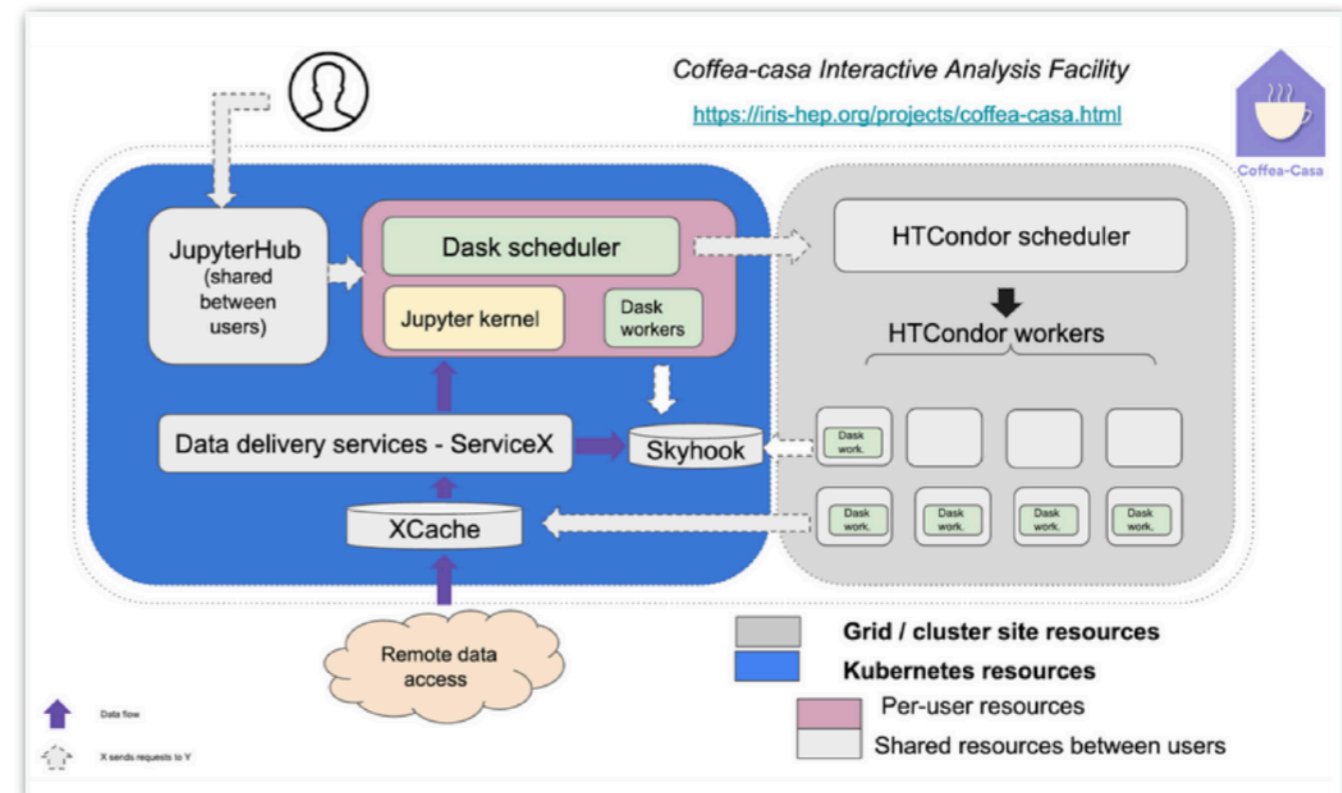 Coffea-casa Interactive Analysis Facility
https://iris-hep.org/projects/coffea-casa.html
Coffea-Casa
JupyterHub
(shared
between
users)
Dask scheduler
Jupyter kernel
Dask
workers
HTCondor scheduler
HTCondor workers
Data delivery services - ServiceX
Skyhook
XCache
Dask
work.
Dask
work.
Dask
work.
Dask
work.
Dask
work.
Remote data
access
Grid / cluster site resources
Kubernetes resources
Per-user resources
Shared resources between users
Data flow
X sends requests to Y